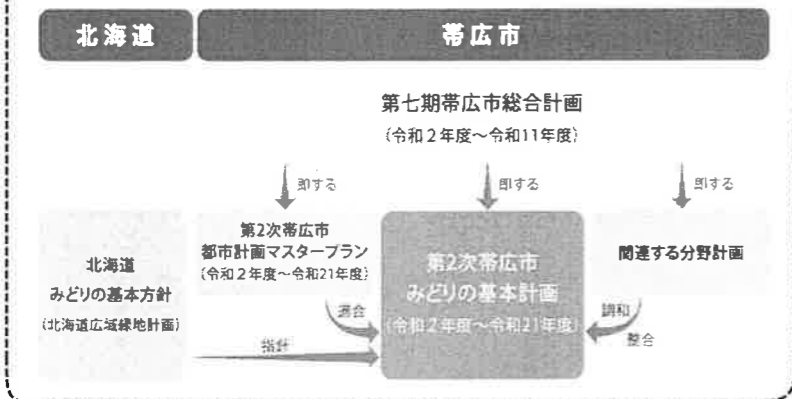 北海道
帯広市
第七期帯広市総合計画
(令和2年度～令和11年度)
即する
即する
即する
北海道
みどりの基本方針
(北海道広域緑地計画)
第2次帯広市
都市計画マスタープラン
(令和2年度～令和21年度)
第2次帯広市
みどりの基本計画
(令和2年度～令和21年度)
関連する分野計画
適合
調和
整合
指針